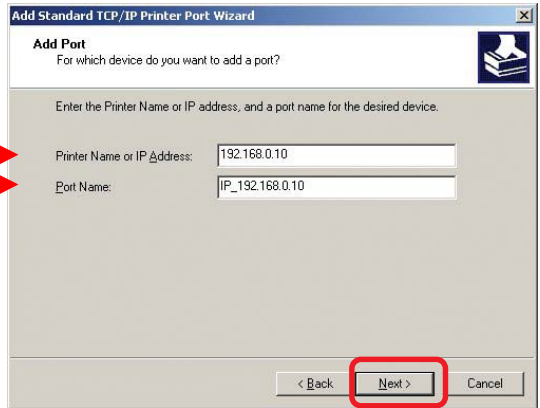 Add Standard TCP/IP Printer Port Wizard
Add Port
For which device do you want to add a port?
Enter the Printer Name or IP address, and a port name for the desired device.
Printer Name or IP Address: 192.168.0.10
Port Name: IP_192.168.0.10
< Back Next > Cancel